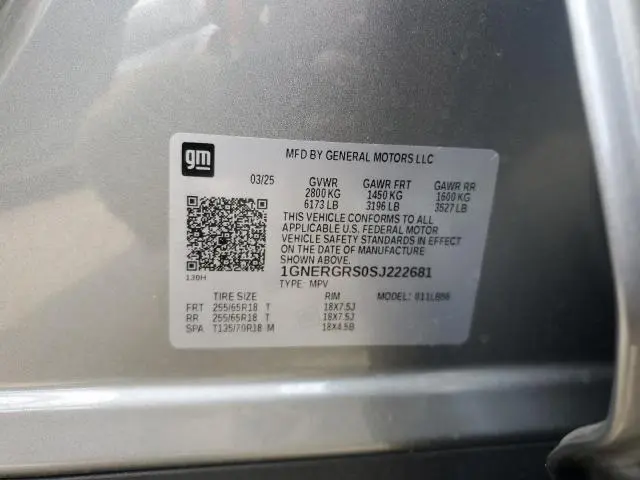 gm
MFD BY GENERAL MOTORS LLC
03/25 GVWR GAWR FRT GAWR RR
2800 KG 1450 KG 1600 KG
6173 LB 3196 LB 3527 LB
THIS VEHICLE CONFORMS TO ALL
APPLICABLE U.S. FEDERAL MOTOR
VEHICLE SAFETY STANDARDS IN EFFECT
ON THE DATE OF MANUFACTURE
SHOWN ABOVE.
1GNERGRS0SJ222681
TYPE: MPV
TIRE SIZE RIM MODEL:
FRT 255/65R18 T 18X7.5J
RR 255/65R18 T 18X7.5J
SPA T135/70R18 M 18X4.5B